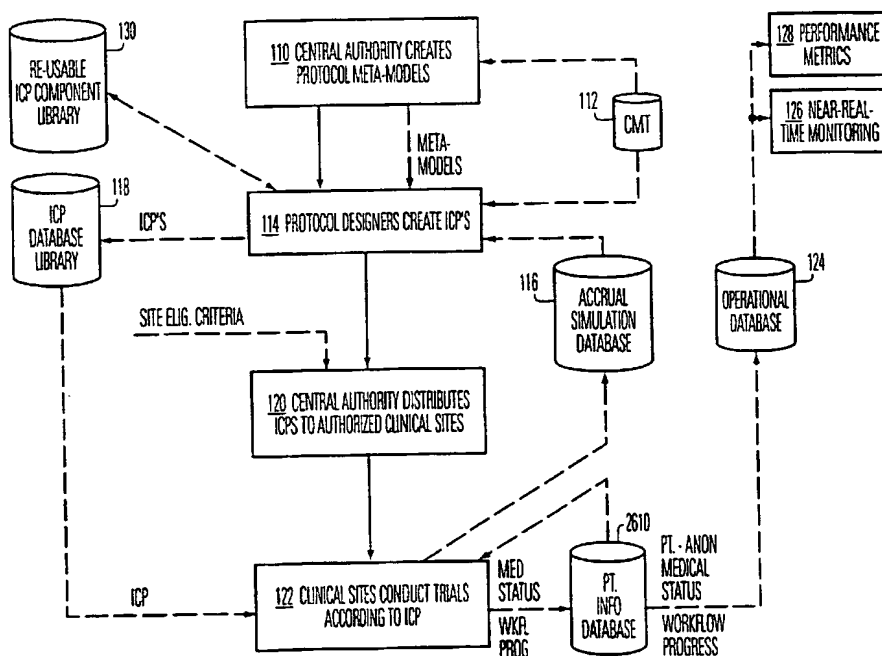 130
RE-USABLE
ICP COMPONENT
LIBRARY
110 CENTRAL AUTHORITY CREATES
PROTOCOL META-MODELS
128 PERFORMANCE
METRICS
112
CMT
126 NEAR-REAL-
TIME MONITORING
META-
MODELS
118
ICP
DATABASE
LIBRARY
ICP'S
114 PROTOCOL DESIGNERS CREATE ICP'S
116
ACCRUAL
SIMULATION
DATABASE
124
OPERATIONAL
DATABASE
SITE ELIG. CRITERIA
120 CENTRAL AUTHORITY DISTRIBUTES
ICPS TO AUTHORIZED CLINICAL SITES
ICP
122 CLINICAL SITES CONDUCT TRIALS
ACCORDING TO ICP
MED
STATUS
WKFL
PROG
2610
PT.
INFO
DATABASE
PT. - ANON
MEDICAL
STATUS
WORKFLOW
PROGRESS